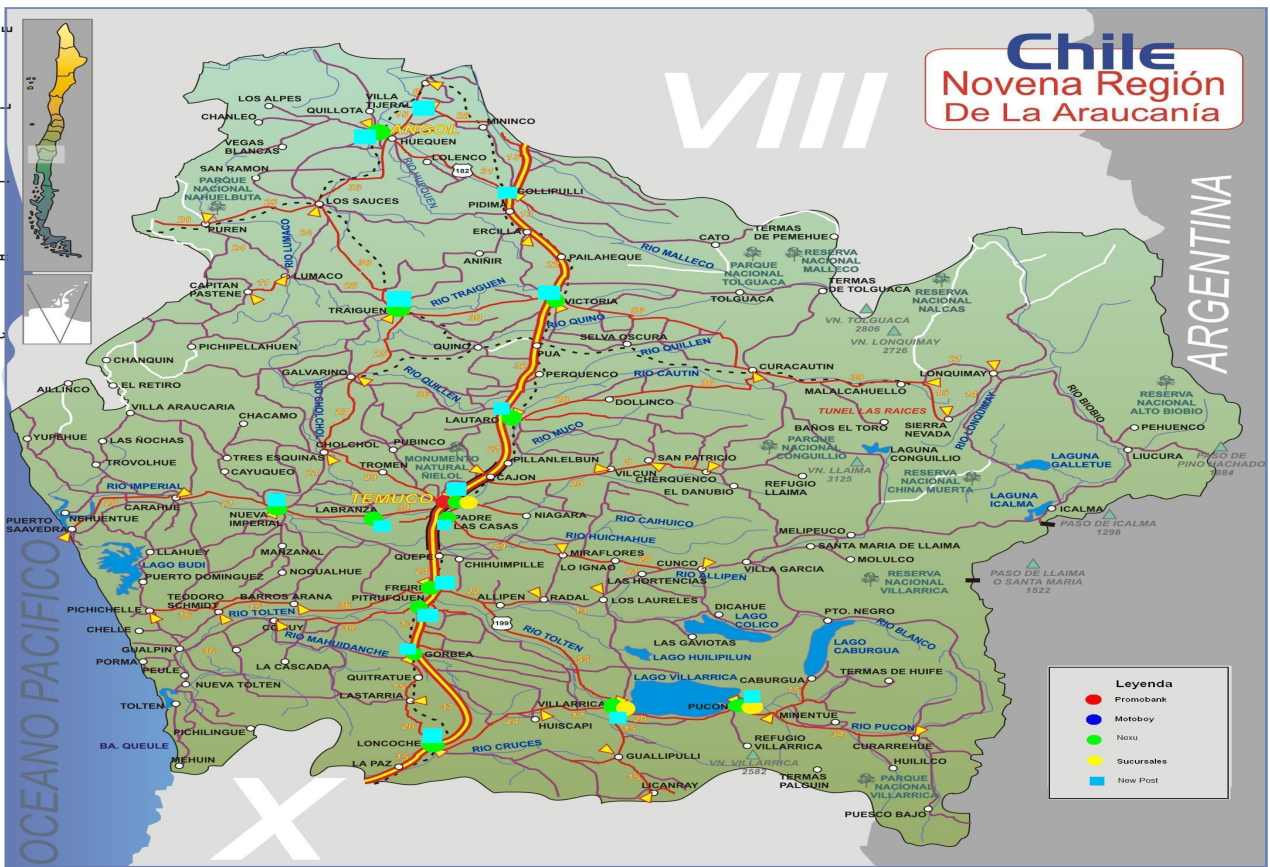 Chile
Novena Región
De La Araucanía
VIII
X
ARGENTINA
OCEANO PACIFICO
LOS ALPES
VILLA
TIJERAL
QUILLOTA
CHANLEO
ANGOL
MININCO
HUEQUEN
VEGAS
BLANCAS
LOLENCO
182
SAN RAMON
PARQUE
NACIONAL
NAHUELBUTA
RIO HUEQUEN
COLLIPULLI
LOS SAUCES
PIDIMA
PUREN
ERCILLA
CATO
TERMAS
DE PEMEHUE
RIO LUMACO
RIO MALLECO
ANIÑIR
PAILAHEQUE
PARQUE
NACIONAL
TOLGUACA
RESERVA
NACIONAL
MALLECO
LUMACO
CAPITAN
PASTENE
RIO TRAIGUEN
TOLGUACA
TERMAS
DE TOLGUACA
RESERVA
NACIONAL
NALCAS
TRAIGUEN
VICTORIA
RIO QUINO
VN. TOLGUACA
2806
VN. LONQUIMAY
2726
PICHIPELLAHUEN
QUINO
SELVA OSCURA
PUA
RIO QUILLEN
CHANQUIN
GALVARINO
RIO QUILLEN
PERQUENCO
RIO CAUTIN
CURACAUTIN
LONQUIMAY
MALALCAHUELLO
AILLINCO
EL RETIRO
VILLA ARAUCARIA
CHACAMO
RIO CHOLCHOL
LAUTARO
DOLLINCO
TUNEL LAS RAICES
BAÑOS EL TORO
SIERRA
NEVADA
RIO LONQUIMAY
RIO BIOBIO
RESERVA
NACIONAL
ALTO BIOBIO
PEHUENCO
YUPEHUE
LAS ÑOCHAS
CHOLCHOL
PUBINCO
RIO MUCO
PARQUE
NACIONAL
CONGUILLIO
LAGUNA
CONGUILLIO
TROVOLHUE
TRES ESQUINAS
CAYUQUEO
TROMEN
MONUMENTO
NATURAL
ÑIELOL
PILLANLELBUN
CAJON
VILCUN
SAN PATRICIO
CHERQUENCO
EL DANUBIO
REFUGIO
LLAIMA
VN. LLAIMA
3125
RESERVA
NACIONAL
CHINA MUERTA
LAGUNA
GALLETUE
LIUCURA
PASO DE
PINO HACHADO
1884
RIO IMPERIAL
CARAHUE
TEMUCO
NUEVA
IMPERIAL
LABRANZA
PADRE
LAS CASAS
NIAGARA
RIO CAIHUICO
LAGUNA
ICALMA
ICALMA
PASO DE ICALMA
1298
PUERTO
SAAVEDRA
NEHUENTUE
MELIPEUCO
RIO HUICHAHUE
SANTA MARIA DE LLAIMA
MOLULCO
LLAHUEY
LAGO BUDI
MANZANAL
NOGUALHUE
QUEPE
CHIHUIMPILLE
MIRAFLORES
LO IGNAO
CUNCO
RIO ALLIPEN
VILLA GARCIA
PUERTO DOMINGUEZ
LAS HORTENCIAS
RESERVA
NACIONAL
VILLARRICA
PASO DE LLAIMA
O SANTA MARIA
1522
PICHICHELLE
TEODORO
SCHMIDT
BARROS ARANA
PITRUFQUEN
ALLIPEN
RADAL
LOS LAURELES
RIO TOLTEN
199
DICAHUE
LAGO
COLICO
PTO. NEGRO
RIO BLANCO
CHELLE
RIO MAHUIDANCHE
RIO TOLTEN
LAS GAVIOTAS
LAGO
CABURGUA
GUALPIN
PORMA
PEULE
LA CASCADA
GORBEA
LAGO HUILIPILUN
TERMAS DE HUIFE
NUEVA TOLTEN
QUITRATUE
LAGO VILLARRICA
CABURGUA
TOLTEN
LASTARRIA
VILLARRICA
PUCON
MINENTUE
RIO PUCON
HUISCAPI
PICHILINGUE
BA. QUEULE
LONCOCHE
RIO CRUCES
REFUGIO
VILLARRICA
CURARREHUE
MEHUIN
LA PAZ
GUALLIPULLI
VN. VILLARRICA
2582
HUILILCO
LICANRAY
TERMAS
PALGUIN
PARQUE
NACIONAL
VILLARRICA
PUESCO BAJO
Leyenda
Promobank
Motoboy
Nexu
Sucursales
New Post